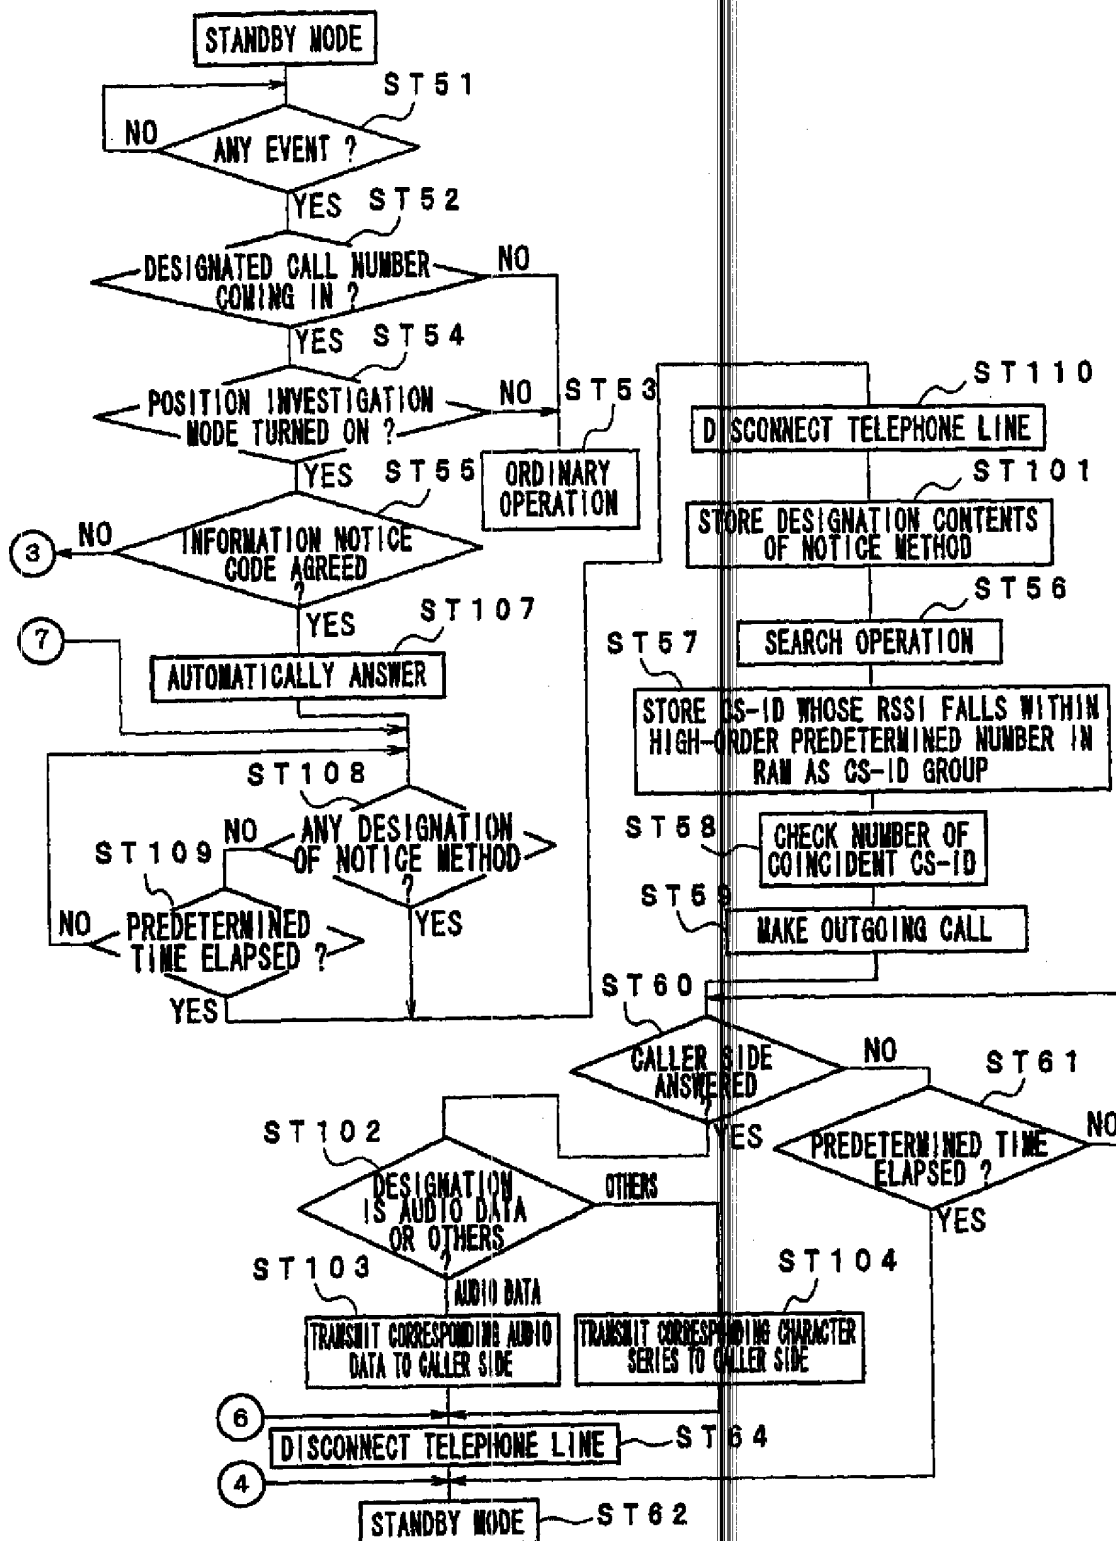 STANDBY MODE
ST51
NO
ANY EVENT ?
YES
ST52
DESIGNATED CALL NUMBER
COMING IN ?
NO
YES
ST54
POSITION INVESTIGATION
MODE TURNED ON ?
NO
ST53
YES
ST55
ORDINARY
OPERATION
NO
3
INFORMATION NOTICE
CODE AGREED
?
YES
ST107
7
AUTOMATICALLY ANSWER
ST108
NO
ANY DESIGNATION
OF NOTICE METHOD
?
ST109
NO
PREDETERMINED
TIME ELAPSED ?
YES
YES
ST110
DISCONNECT TELEPHONE LINE
ST101
STORE DESIGNATION CONTENTS
OF NOTICE METHOD
ST56
SEARCH OPERATION
ST57
STORE CS-ID WHOSE RSSI FALLS WITHIN
HIGH-ORDER PREDETERMINED NUMBER IN
RAM AS CS-ID GROUP
ST58
CHECK NUMBER OF
COINCIDENT CS-ID
ST59
MAKE OUTGOING CALL
ST60
CALLER SIDE
ANSWERED
?
NO
YES
ST61
PREDETERMINED TIME
ELAPSED ?
NO
YES
ST102
DESIGNATION
IS AUDIO DATA
OR OTHERS
?
OTHERS
AUDIO DATA
ST103
TRANSMIT CORRESPONDING AUDIO
DATA TO CALLER SIDE
ST104
TRANSMIT CORRESPONDING CHARACTER
SERIES TO CALLER SIDE
6
DISCONNECT TELEPHONE LINE
ST64
4
STANDBY MODE
ST62